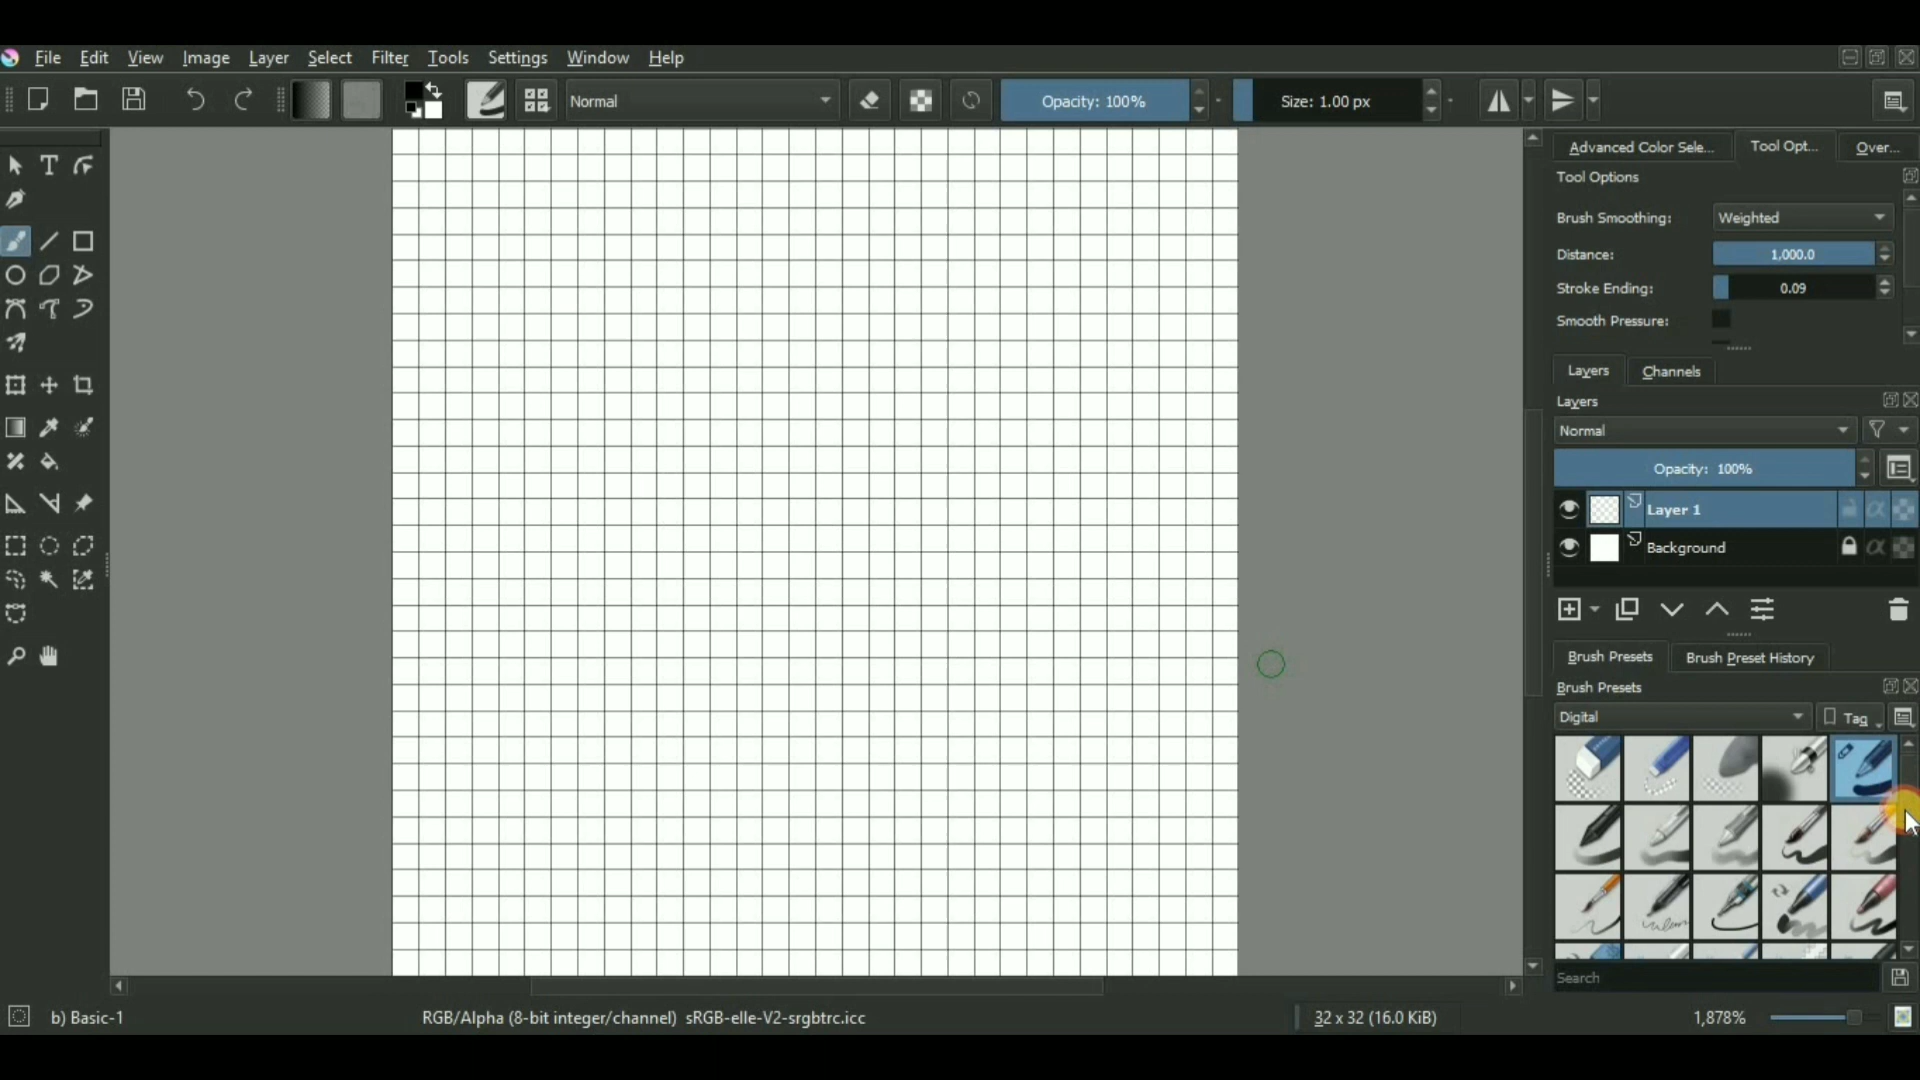 File Edit View Image Layer Select Filter Tools Settings Window Help
Normal Opacity: 100% Size: 1.00 px
Advanced Color Sele... Tool Opt... Over...
Tool Options
Brush Smoothing: Weighted
Distance: 1,000.0
Stroke Ending: 0.09
Smooth Pressure:
Layers Channels
Layers
Normal
Opacity: 100%
Layer 1
Background
Brush Presets Brush Preset History
Brush Presets
Digital Tag
Search
b) Basic-1 RGB/Alpha (8-bit integer/channel) sRGB-elle-V2-srgbtrc.icc 32 x 32 (16.0 KiB) 1,878%